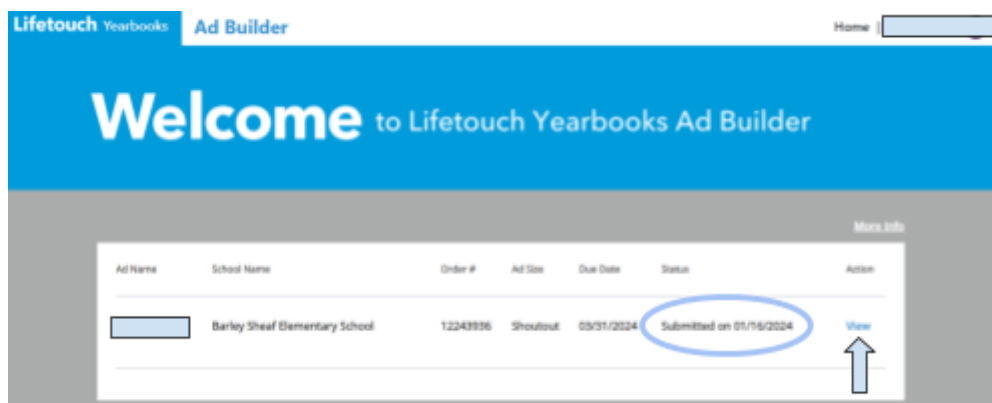 Lifetouch Yearbooks Ad Builder Home |
Welcome to Lifetouch Yearbooks Ad Builder
More Info
Ad Name School Name Order # Ad Size Due Date Status Action
Barley Sheaf Elementary School 12243936 Shoutout 03/31/2024 Submitted on 01/16/2024 View